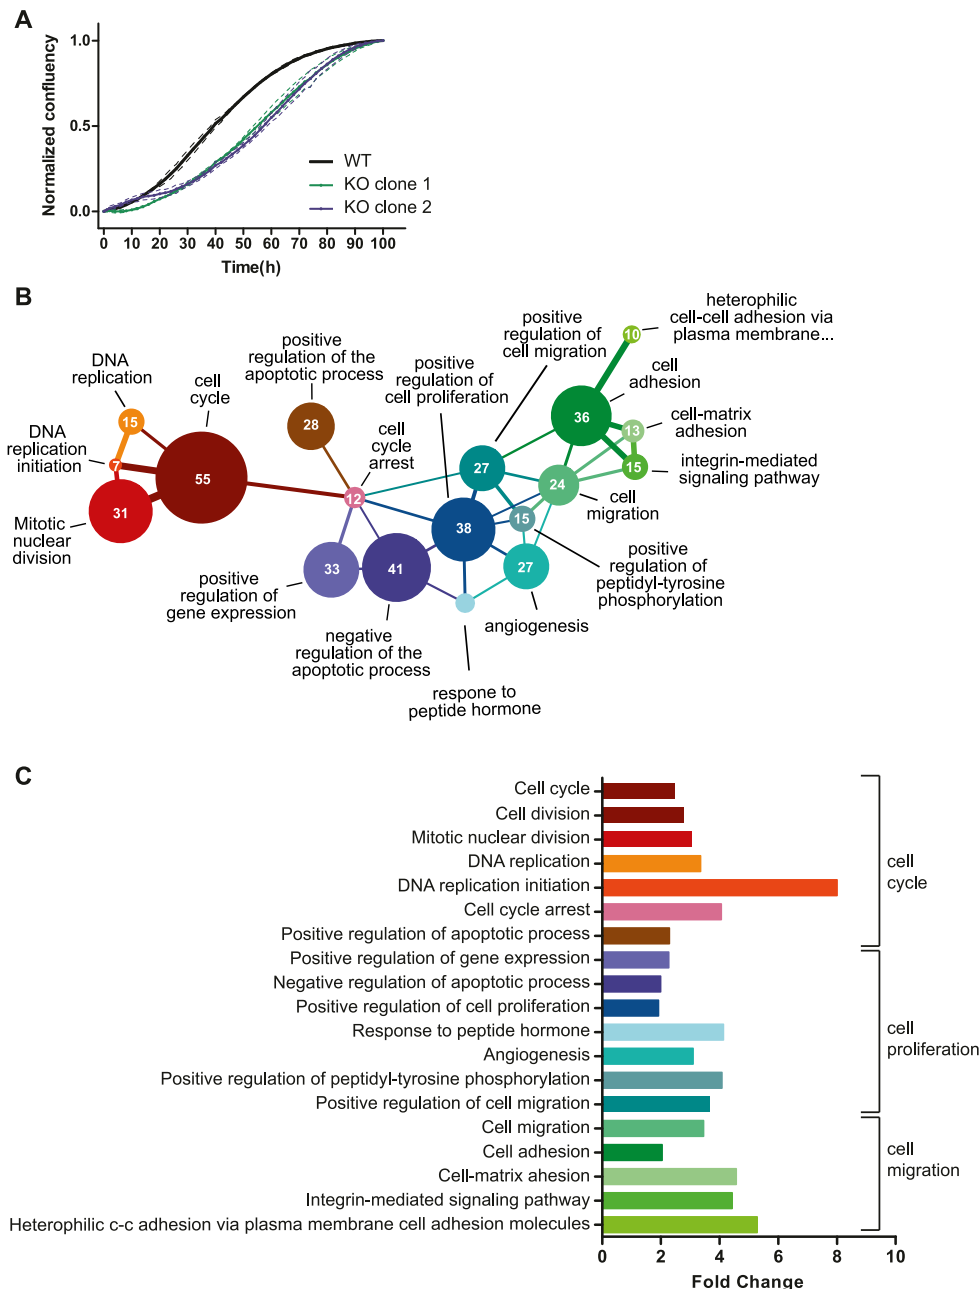 A
Normalized confluency
1.0
0.5
0.0
WT
KO clone 1
KO clone 2
0 10 20 30 40 50 60 70 80 90 100
Time(h)
B
heterophilic
cell-cell adhesion via
plasma membrane...
10
positive
regulation of
cell migration
positive
regulation of the
apoptotic process
positive
regulation of
cell proliferation
DNA
replication
cell
cycle
cell
adhesion
36
cell-matrix
adhesion
13
15
28
cell
cycle
arrest
DNA
replication
initiation
7
55
27
15
integrin-mediated
signaling pathway
24
cell
migration
12
31
Mitotic
nuclear
division
38
15
positive
regulation of
peptidyl-tyrosine
phosphorylation
33
41
27
positive
regulation of
gene expression
angiogenesis
negative
regulation of the
apoptotic process
respone to
peptide hormone
C
Cell cycle
Cell division
Mitotic nuclear division
DNA replication
DNA replication initiation
Cell cycle arrest
Positive regulation of apoptotic process
cell
cycle
Positive regulation of gene expression
Negative regulation of apoptotic process
Positive regulation of cell proliferation
Response to peptide hormone
Angiogenesis
Positive regulation of peptidyl-tyrosine phosphorylation
Positive regulation of cell migration
cell
proliferation
Cell migration
Cell adhesion
Cell-matrix ahesion
Integrin-mediated signaling pathway
Heterophilic c-c adhesion via plasma membrane cell adhesion molecules
cell
migration
0 2 4 6 8 10
Fold Change